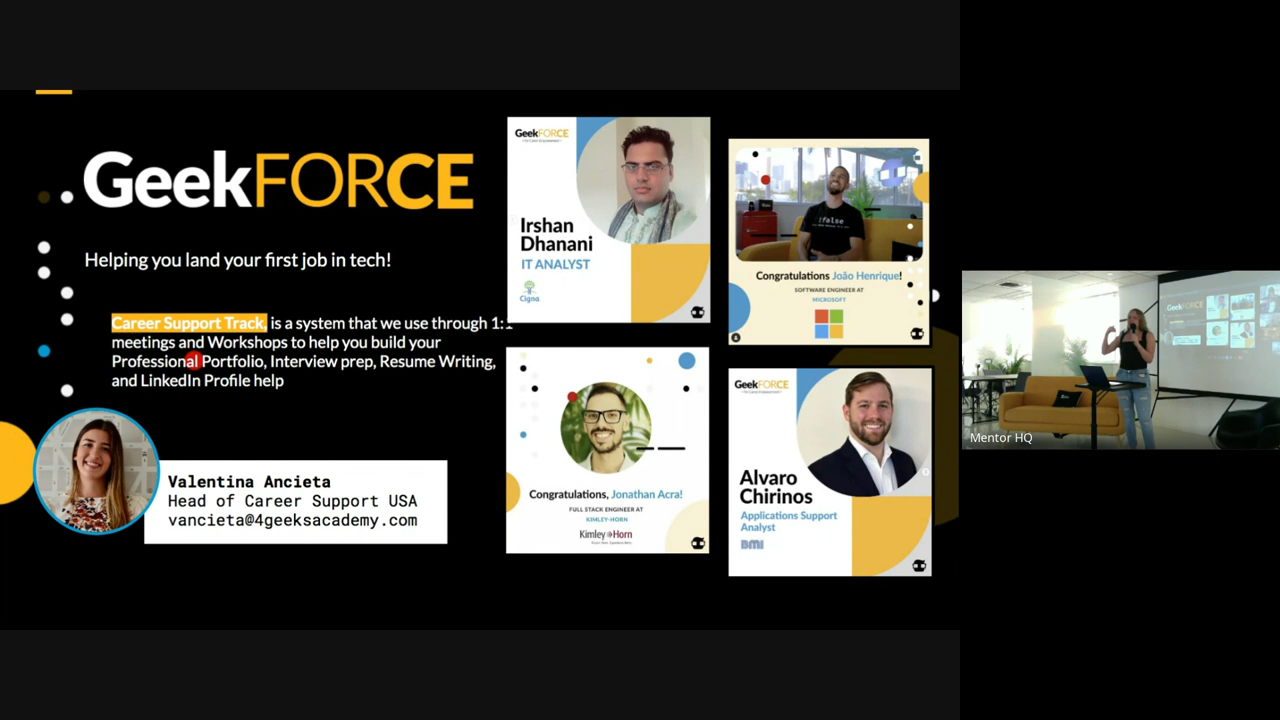 GeekFORCE
Helping you land your first job in tech!
Career Support Track, is a system that we use through 1:1
meetings and Workshops to help you build your
Professional Portfolio, Interview prep, Resume Writing,
and LinkedIn Profile help
Valentina Ancieta
Head of Career Support USA
vancieta@4geeksacademy.com
GeekFORCE
Irshan
Dhanani
IT ANALYST
Cigna
!false
Congratulations João Henrique!
SOFTWARE ENGINEER AT
MICROSOFT
Congratulations, Jonathan Acra!
FULL STACK ENGINEER AT
KIMLEY-HORN
Kimley Horn
GeekFORCE
Alvaro
Chirinos
Applications Support
Analyst
BMI
GeekFORCE
Mentor HQ